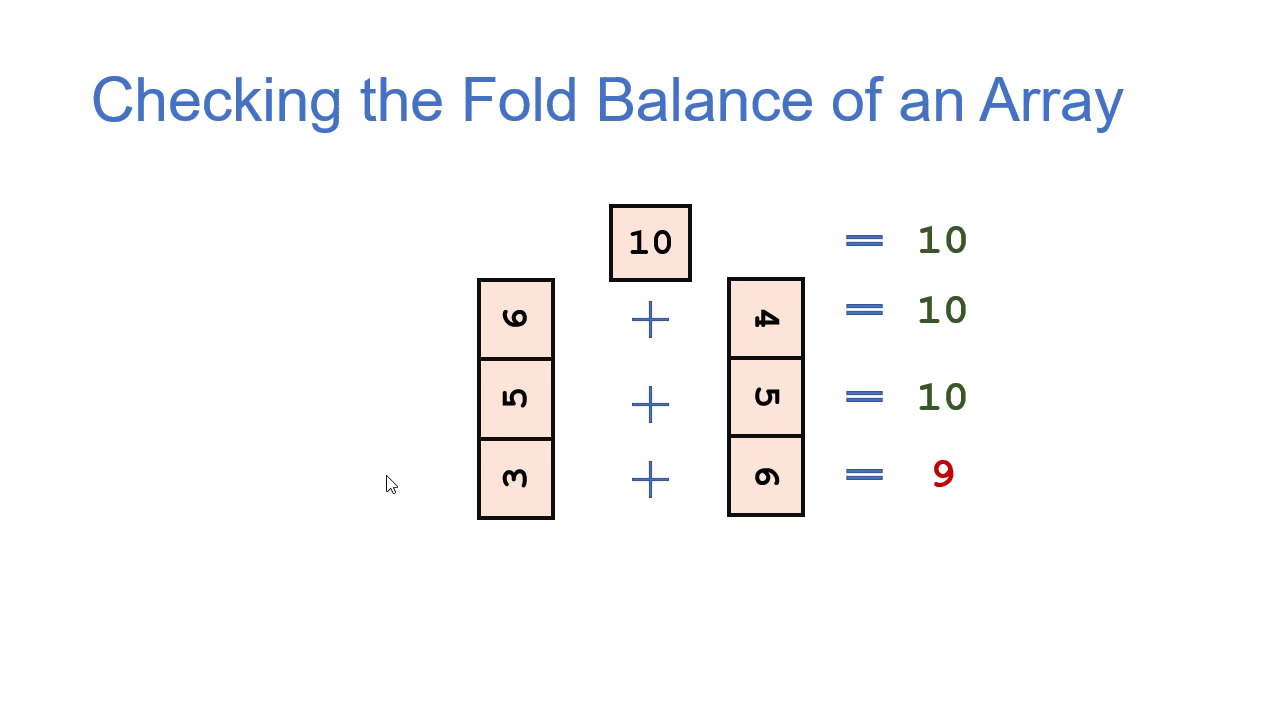 Checking the Fold Balance of an Array
10 = 10
6 + 4 = 10
5 + 5 = 10
3 + 6 = 9